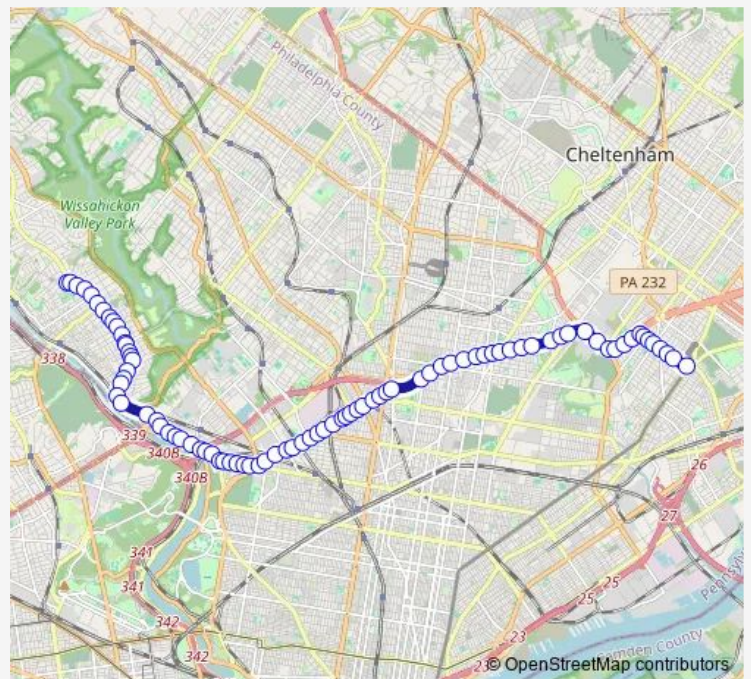 Philadelphia County
Cheltenham
Wissahickon
Valley Park
PA 232
338
339
340B
340B
26
27
341
341
25
25
342
23
342
Camden County
© OpenStreetMap contributors